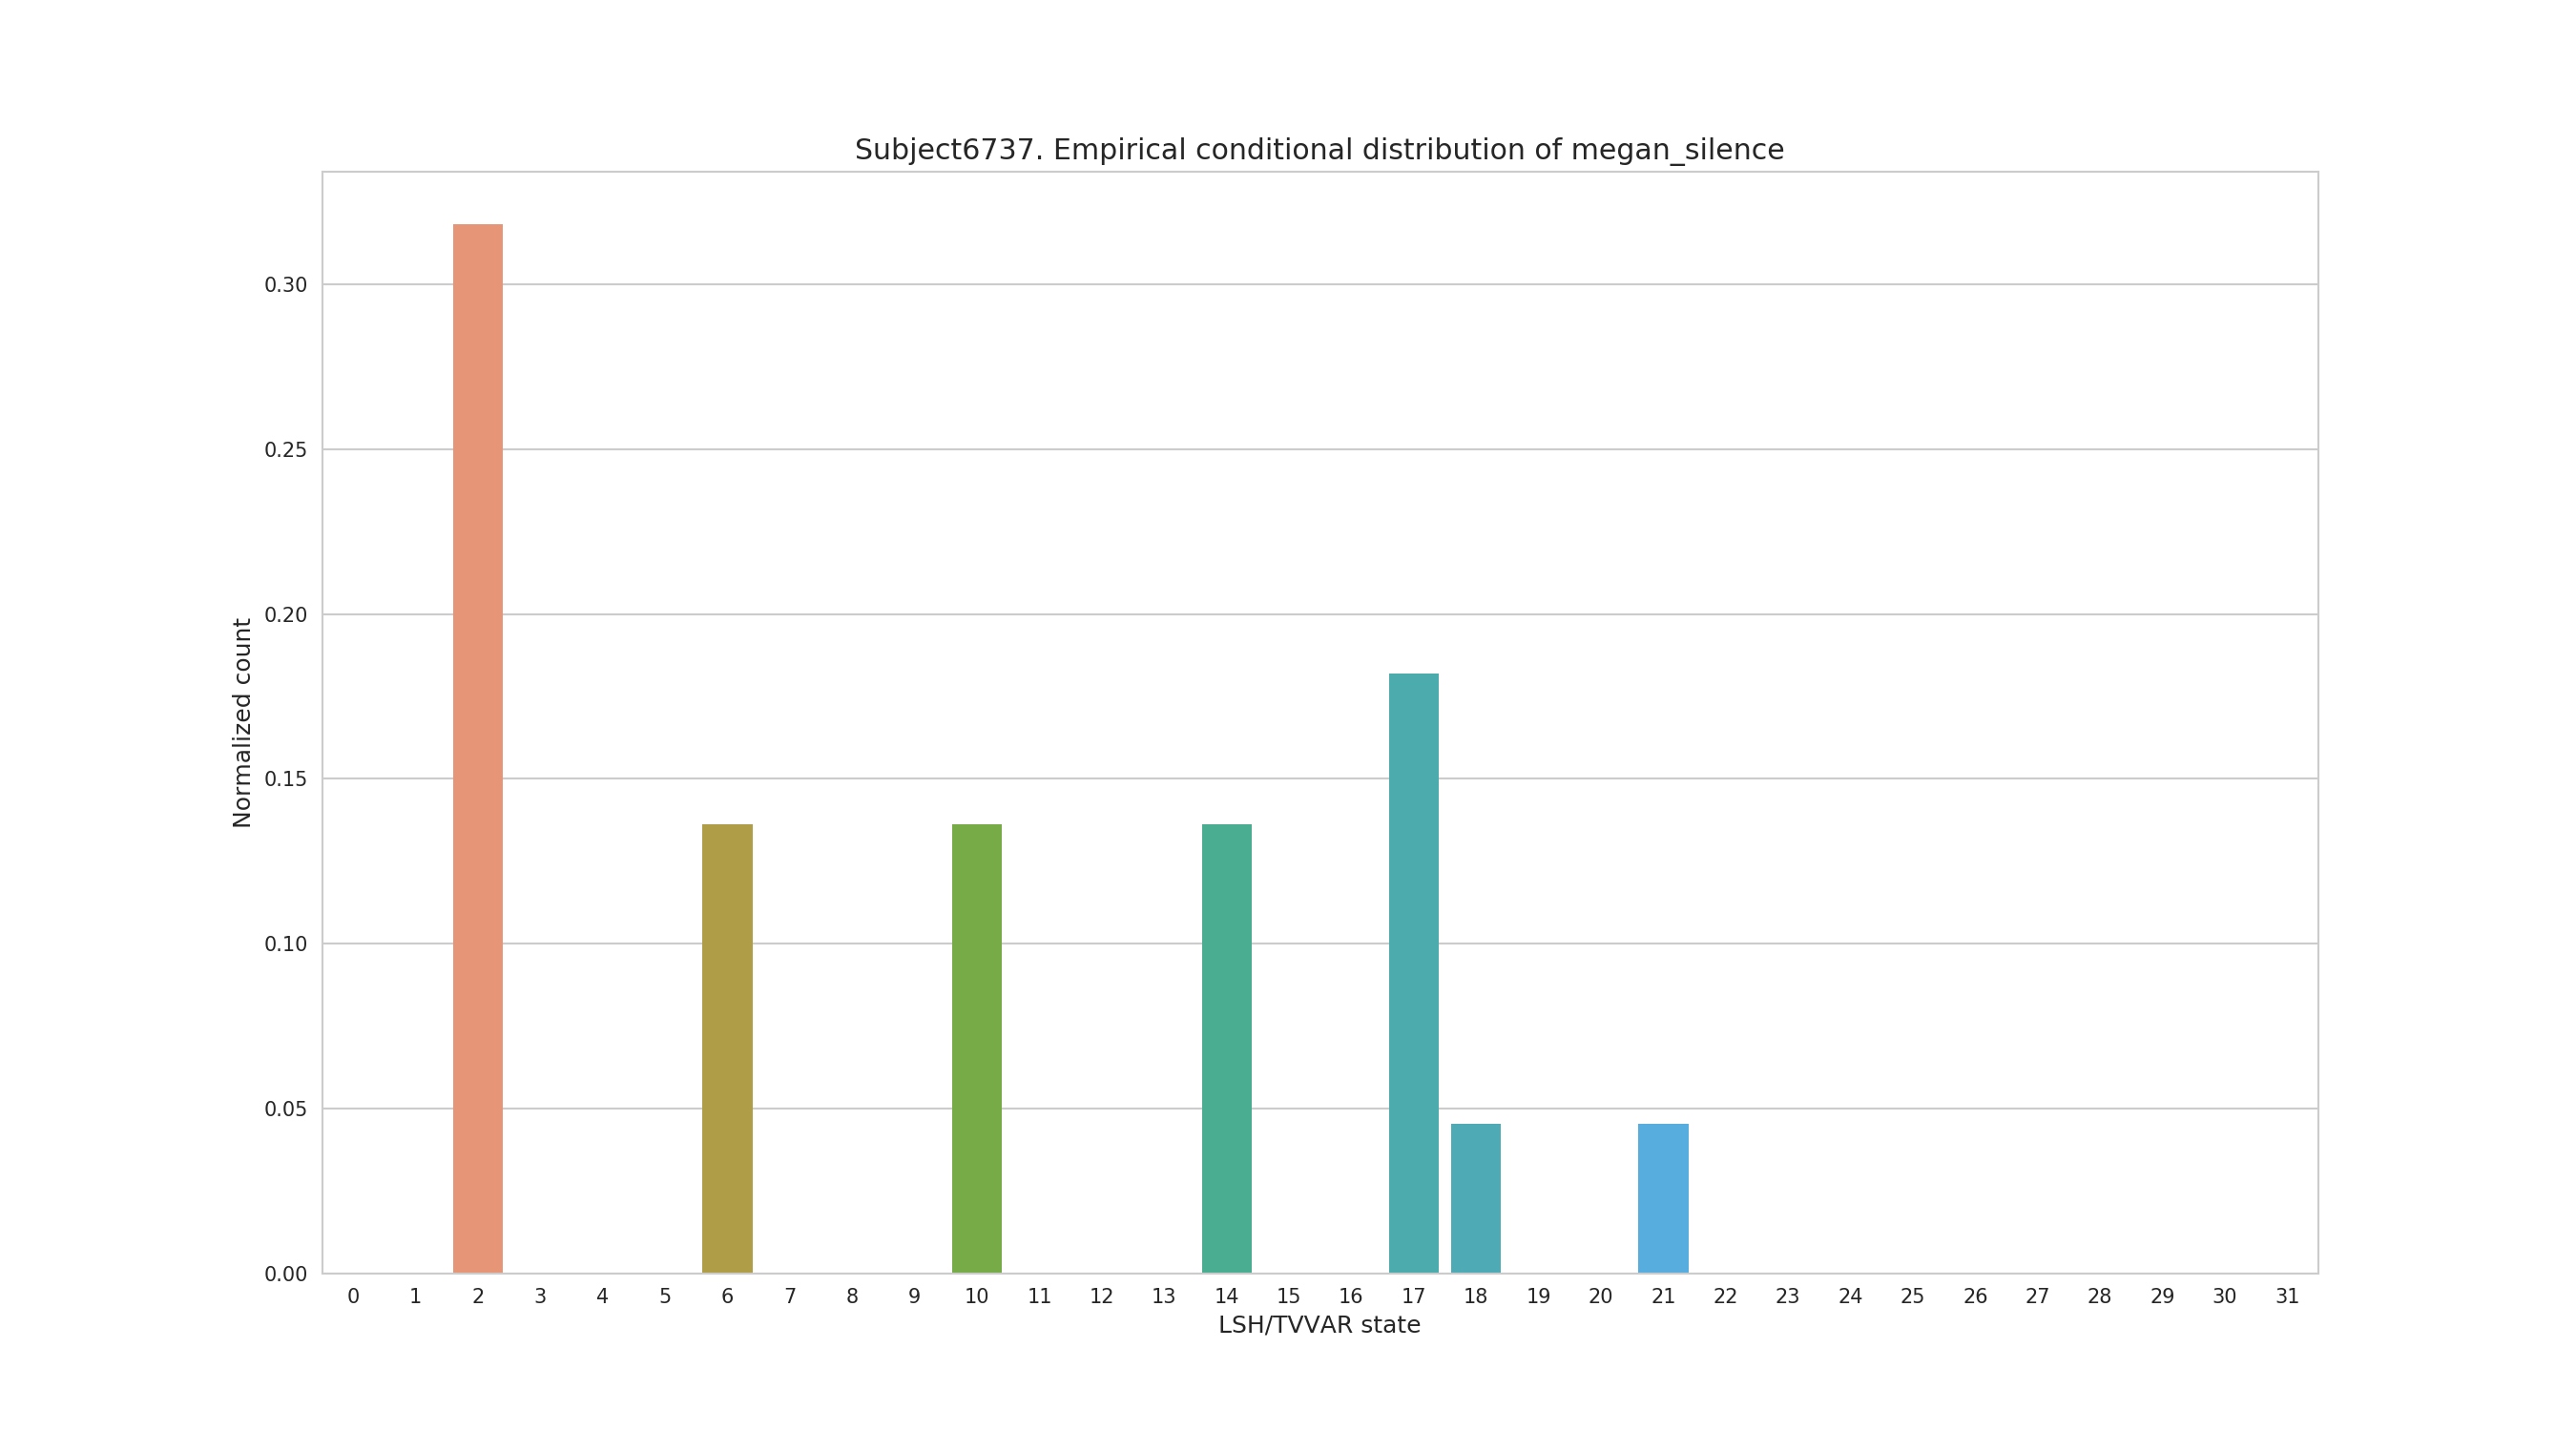 Subject6737. Empirical conditional distribution of megan_silence
Normalized count
0.30
0.25
0.20
0.15
0.10
0.05
0.00
0 1 2 3 4 5 6 7 8 9 10 11 12 13 14 15 16 17 18 19 20 21 22 23 24 25 26 27 28 29 30 31
LSH/TVVAR state